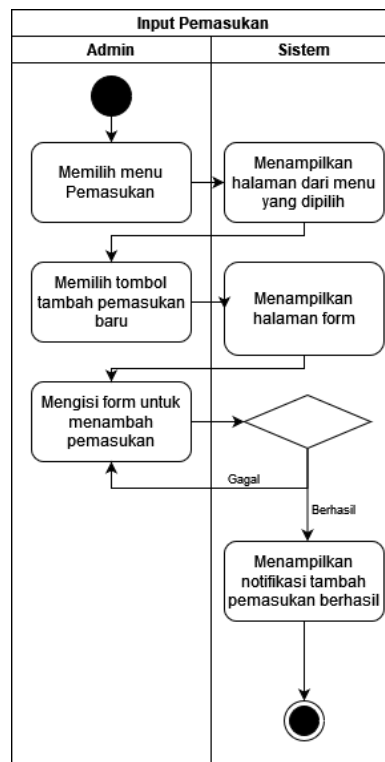 Input Pemasukan
Admin
Sistem
Memilih menu
Pemasukan
Menampilkan
halaman dari menu
yang dipilih
Memilih tombol
tambah pemasukan
baru
Menampilkan
halaman form
Mengisi form untuk
menambah
pemasukan
Gagal
Berhasil
Menampilkan
notifikasi tambah
pemasukan berhasil